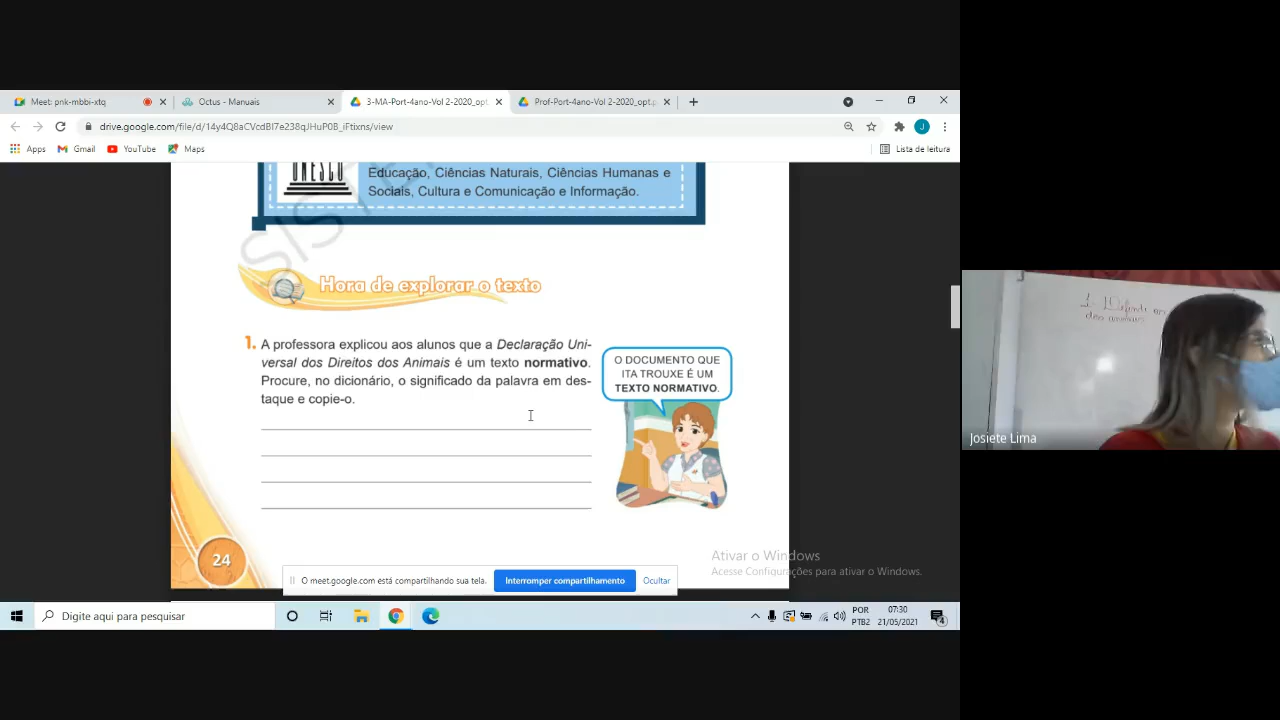 Meet: pnk-mbbi-xtq
Octus - Manuais
3-MA-Port-4ano-Vol 2-2020_opt.
Prof-Port-4ano-Vol 2-2020_opt.p
drive.google.com/file/d/14y4Q8aCVcdBI7e238qJHuP0B_iFtixns/view
Apps
Gmail
YouTube
Maps
Lista de leitura
UNESCO
Educação, Ciências Naturais, Ciências Humanas e
Sociais, Cultura e Comunicação e Informação.
SISTE
Hora de explorar o texto
1. A professora explicou aos alunos que a Declaração Uni-
versal dos Direitos dos Animais é um texto normativo.
Procure, no dicionário, o significado da palavra em des-
taque e copie-o.
O DOCUMENTO QUE
ITA TROUXE É UM
TEXTO NORMATIVO.
24
Ativar o Windows
Acesse Configurações para ativar o Windows.
O meet.google.com está compartilhando sua tela.
Interromper compartilhamento
Ocultar
Digite aqui para pesquisar
POR
PTB2
07:30
21/05/2021
4
Josiete Lima